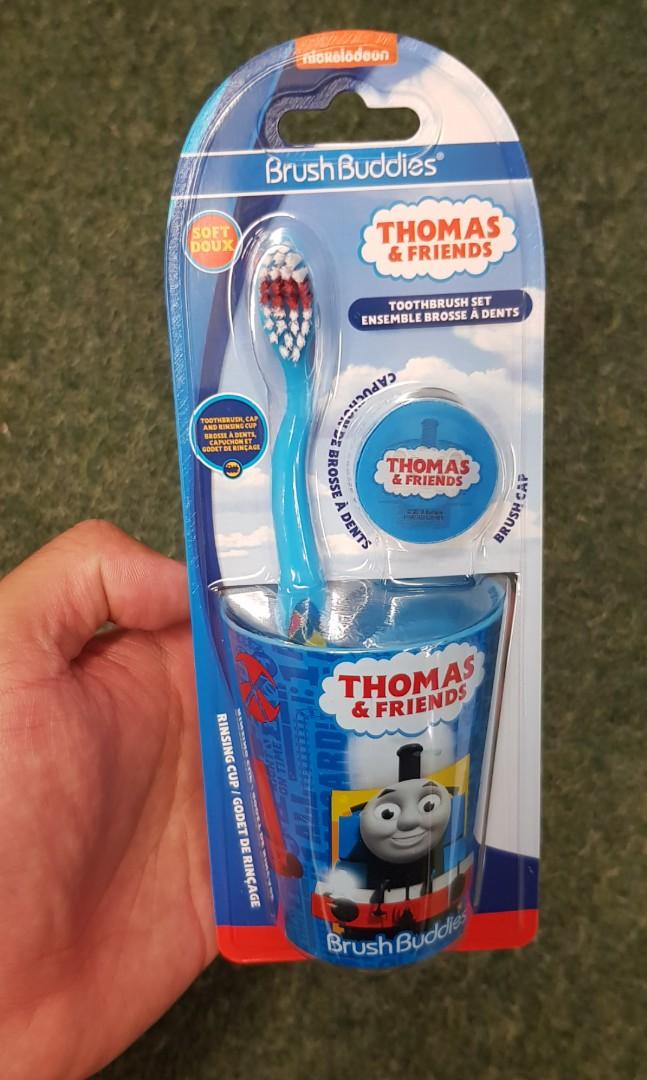 nickelodeon
BrushBuddies®
SOFT
DOUX
THOMAS
& FRIENDS
TOOTHBRUSH SET
ENSEMBLE BROSSE À DENTS
TOOTHBRUSH, CAP
AND RINSING CUP
BROSSE À DENTS,
CAPUCHON ET
GODET DE RINÇAGE
CAPUCHON DE BROSSE À DENTS
THOMAS
& FRIENDS
BRUSH CAP
THOMAS
& FRIENDS
RINSING CUP / GODET DE RINÇAGE
BrushBuddies